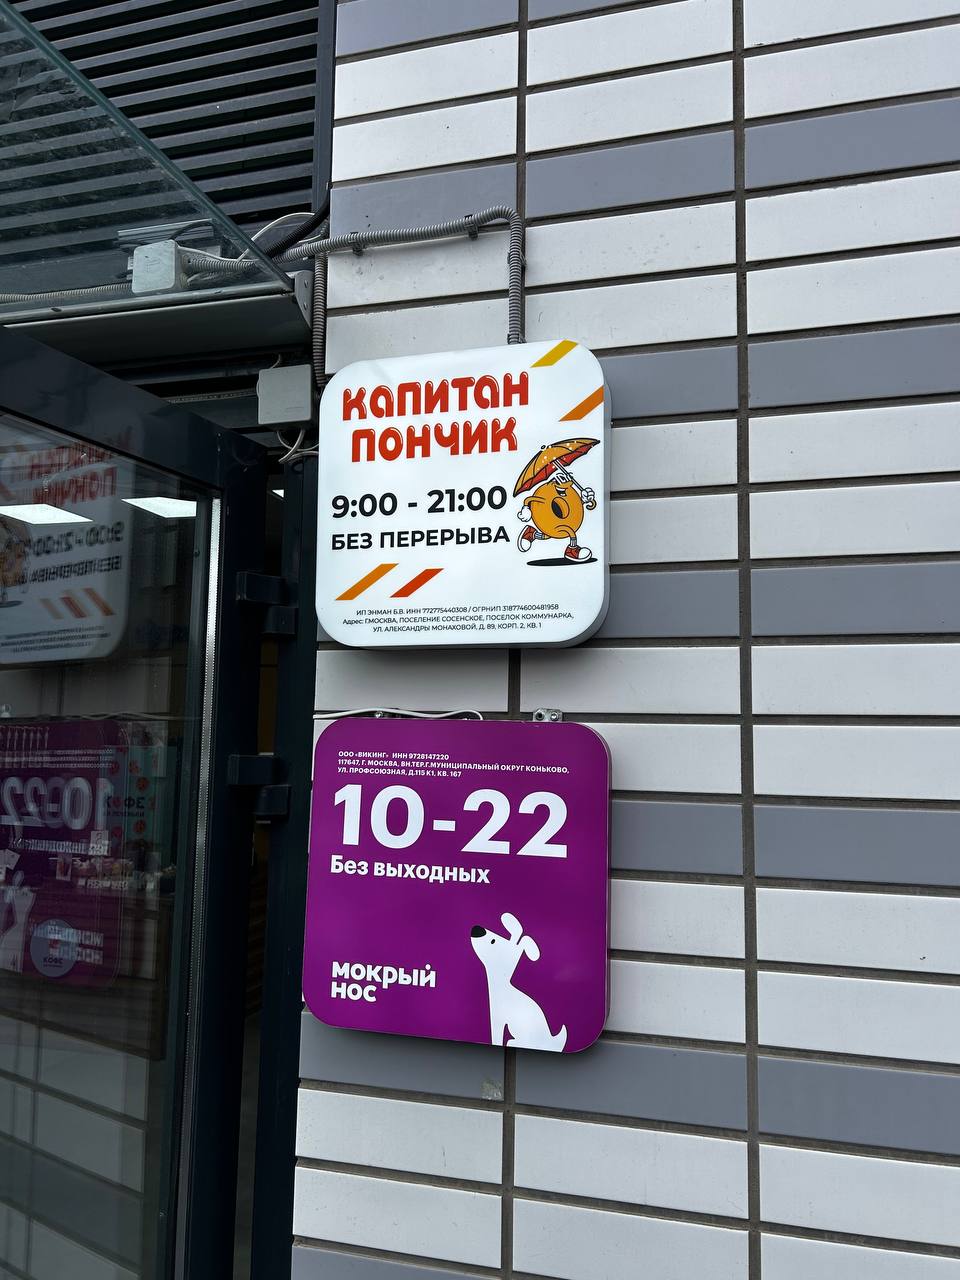 КАПИТАН
ПОНЧИК
9:00 - 21:00
БЕЗ ПЕРЕРЫВА
ИП ЭНМАН Б.В. ИНН 772775440308 / ОГРНИП 318774600481958
Адрес: Г.МОСКВА, ПОСЕЛЕНИЕ СОСЕНСКОЕ, ПОСЕЛОК КОММУНАРКА,
УЛ. АЛЕКСАНДРЫ МОНАХОВОЙ, Д. 89, КОРП. 2, КВ. 1
ООО «ВИКИНГ» ИНН 9728147220
117647, Г. МОСКВА, ВН.ТЕР.Г.МУНИЦИПАЛЬНЫЙ ОКРУГ КОНЬКОВО,
УЛ. ПРОФСОЮЗНАЯ, Д.115 К1, КВ. 167
10-22
Без выходных
мокрый
нос